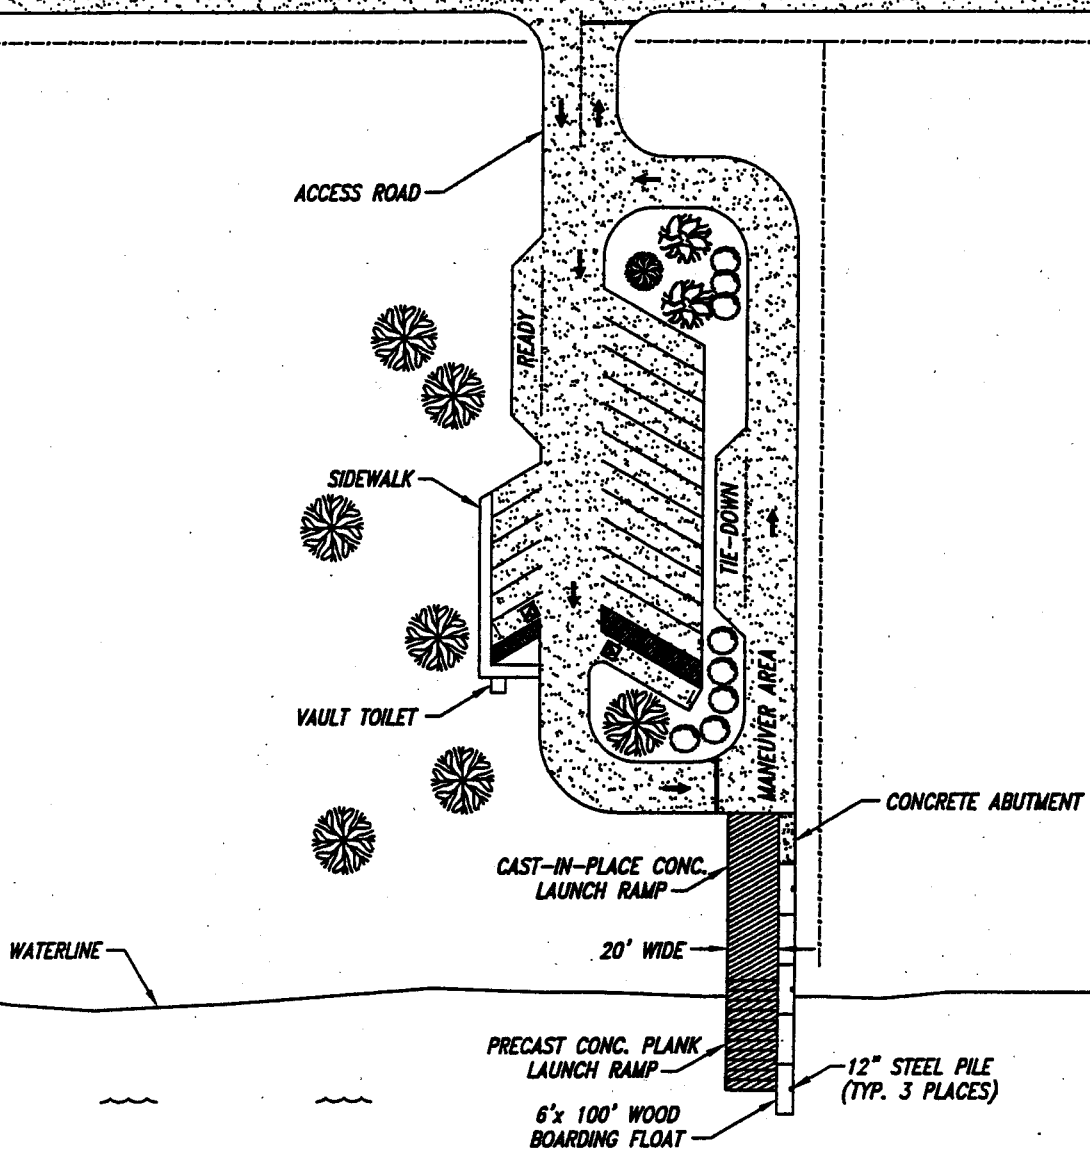 ACCESS ROAD
READY
SIDEWALK
TIE-DOWN
VAULT TOILET
MANEUVER AREA
CONCRETE ABUTMENT
CAST-IN-PLACE CONC.
LAUNCH RAMP
WATERLINE
20' WIDE
PRECAST CONC. PLANK
LAUNCH RAMP
12" STEEL PILE
(TYP. 3 PLACES)
6'x 100' WOOD
BOARDING FLOAT